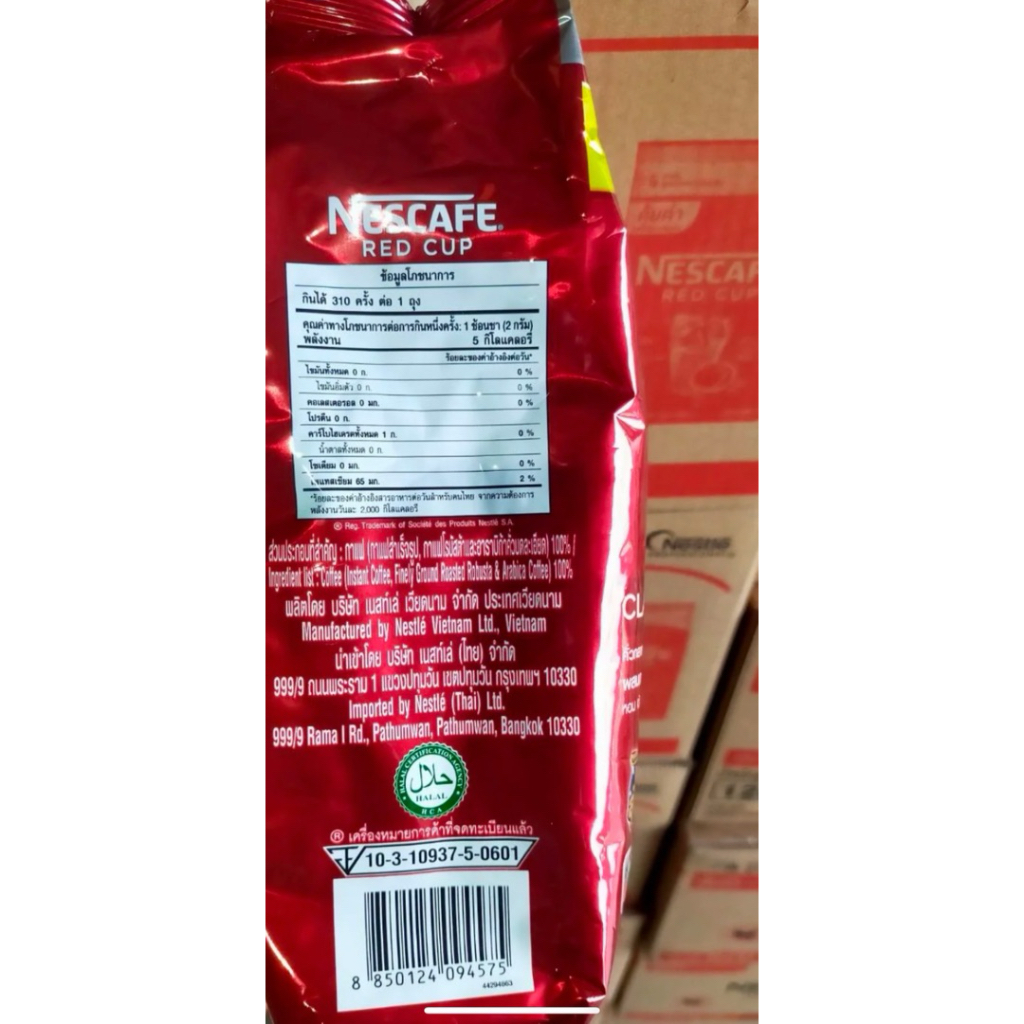 NESCAFÉ®
RED CUP
ข้อมูลโภชนาการ
กินได้ 310 ครั้ง ต่อ 1 ถุง
คุณค่าทางโภชนาการต่อการกินหนึ่งครั้ง: 1 ช้อนชา (2 กรัม)
พลังงาน 5 กิโลแคลอรี
ร้อยละของค่าอ้างอิงต่อวัน*
ไขมันทั้งหมด 0 ก. 0 %
ไขมันอิ่มตัว 0 ก. 0 %
คอเลสเตอรอล 0 มก. 0 %
โปรตีน 0 ก.
คาร์โบไฮเดรตทั้งหมด 1 ก. 0 %
น้ำตาลทั้งหมด 0 ก.
โซเดียม 0 มก. 0 %
โพแทสเซียม 65 มก. 2 %
*ร้อยละของค่าอ้างอิงสารอาหารต่อวันสำหรับคนไทย จากความต้องการ
พลังงานวันละ 2,000 กิโลแคลอรี
® Reg. Trademark of Société des Produits Nestlé S.A.
ส่วนประกอบที่สำคัญ : กาแฟ (กาแฟสำเร็จรูป, กาแฟโรบัสต้าและอาราบิก้าคั่วบดละเอียด) 100% /
Ingredient list : Coffee (Instant Coffee, Finely Ground Roasted Robusta & Arabica Coffee) 100%
ผลิตโดย บริษัท เนสท์เล่ เวียดนาม จำกัด ประเทศเวียดนาม
Manufactured by Nestlé Vietnam Ltd., Vietnam
นำเข้าโดย บริษัท เนสท์เล่ (ไทย) จำกัด
999/9 ถนนพระราม 1 แขวงปทุมวัน เขตปทุมวัน กรุงเทพฯ 10330
Imported by Nestlé (Thai) Ltd.
999/9 Rama I Rd., Pathumwan, Pathumwan, Bangkok 10330
HALAL CERTIFICATION AGENCY
حلال
HALAL
® เครื่องหมายการค้าที่จดทะเบียนแล้ว
10-3-10937-5-0601
8 850124 094575
44294863
คุ้มค่า
NESCAF
RED CUP
NESTLÉ
CL